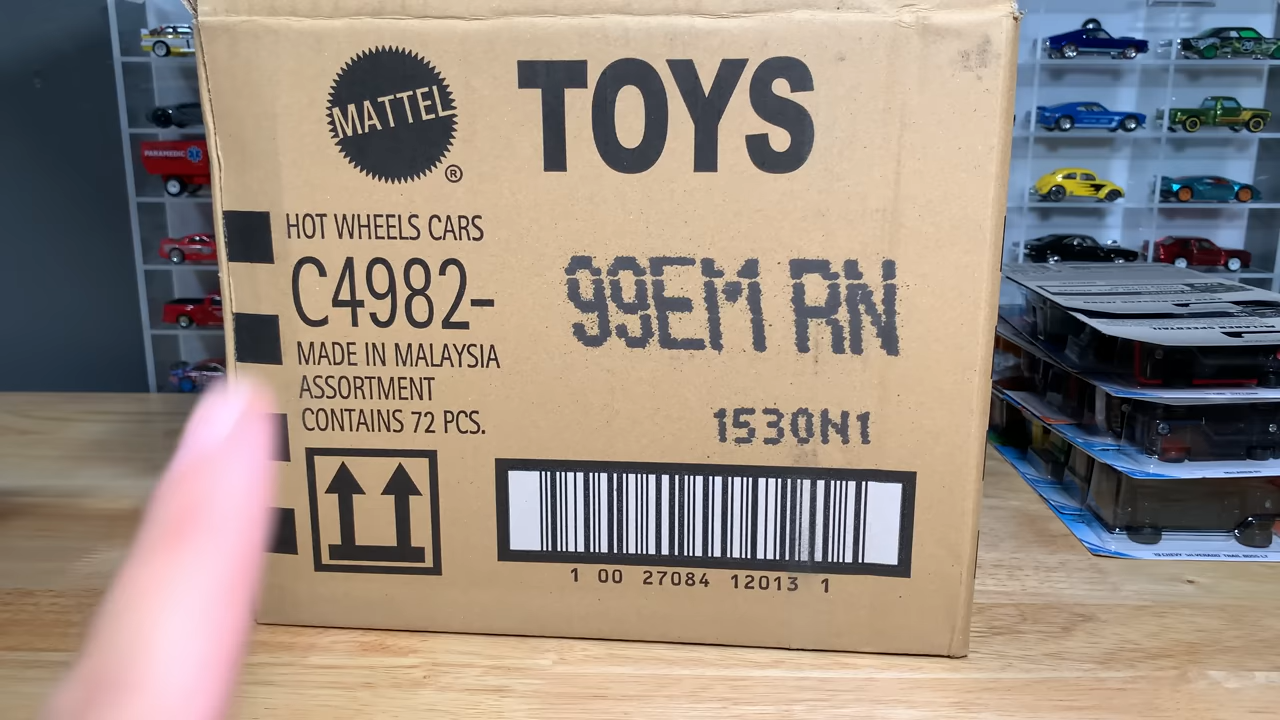 MATTEL
®
TOYS
HOT WHEELS CARS
C4982-
99EM RN
MADE IN MALAYSIA
ASSORTMENT
CONTAINS 72 PCS.
1530N1
1 00 27084 12013 1
PARAMEDIC